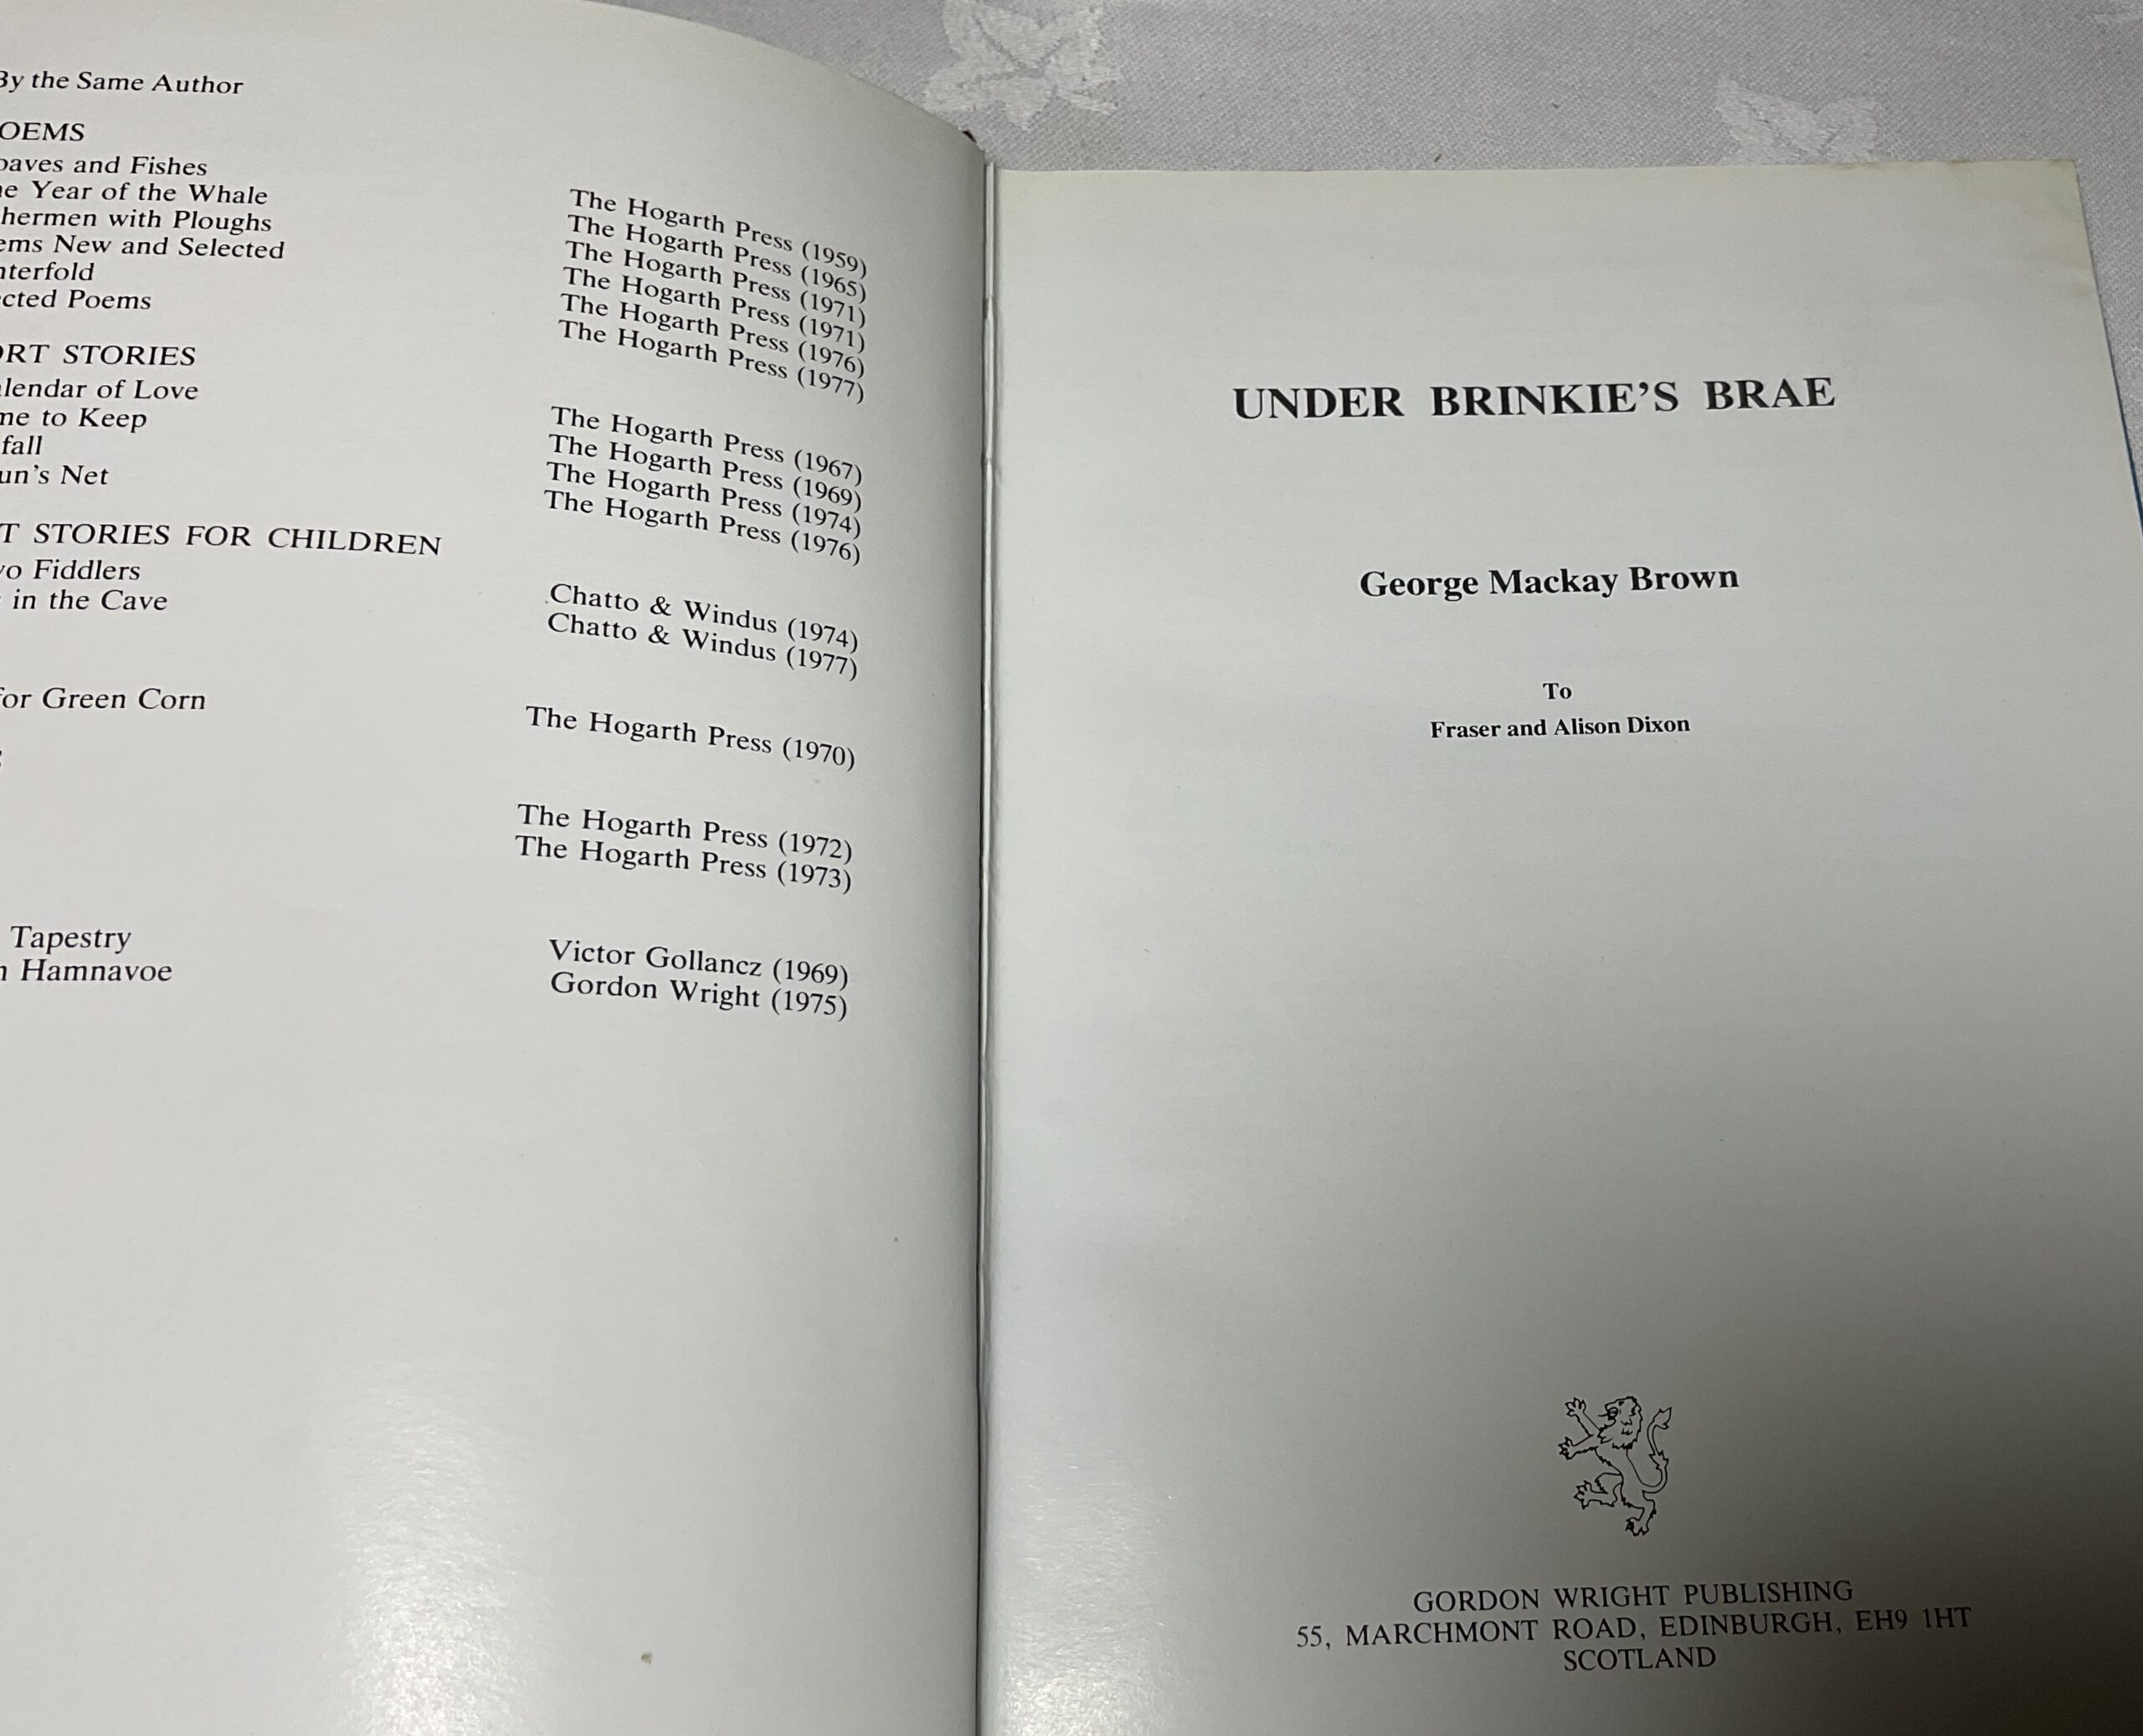 By the Same Author
OEMS
oaves and Fishes The Hogarth Press (1959)
e Year of the Whale The Hogarth Press (1965)
hermen with Ploughs The Hogarth Press (1971)
ems New and Selected The Hogarth Press (1971)
nterfold The Hogarth Press (1976)
cted Poems The Hogarth Press (1977)
ORT STORIES
alendar of Love The Hogarth Press (1967)
me to Keep The Hogarth Press (1969)
fall The Hogarth Press (1974)
un's Net The Hogarth Press (1976)
T STORIES FOR CHILDREN
vo Fiddlers Chatto & Windus (1974)
in the Cave Chatto & Windus (1977)
for Green Corn The Hogarth Press (1970)
The Hogarth Press (1972)
The Hogarth Press (1973)
Tapestry Victor Gollancz (1969)
n Hamnavoe Gordon Wright (1975)
UNDER BRINKIE'S BRAE
George Mackay Brown
To
Fraser and Alison Dixon
GORDON WRIGHT PUBLISHING
55, MARCHMONT ROAD, EDINBURGH, EH9 1HT
SCOTLAND